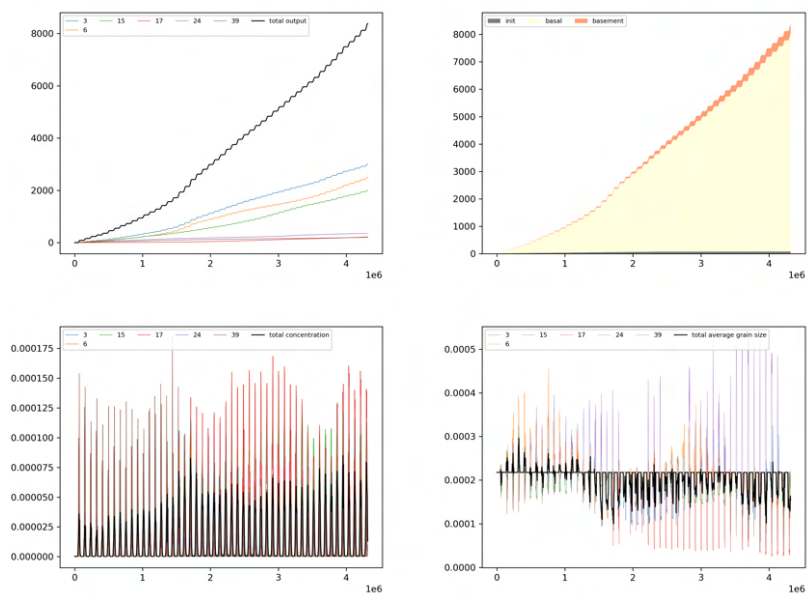 3 15 17 24 39 total output
6
8000
6000
4000
2000
0
0 1 2 3 4
1e6
init basal basement
8000
7000
6000
5000
4000
3000
2000
1000
0
0 1 2 3 4
1e6
3 15 17 24 39 total concentration
6
0.000175
0.000150
0.000125
0.000100
0.000075
0.000050
0.000025
0.000000
0 1 2 3 4
1e6
3 15 17 24 39 total average grain size
6
0.0005
0.0004
0.0003
0.0002
0.0001
0.0000
0 1 2 3 4
1e6